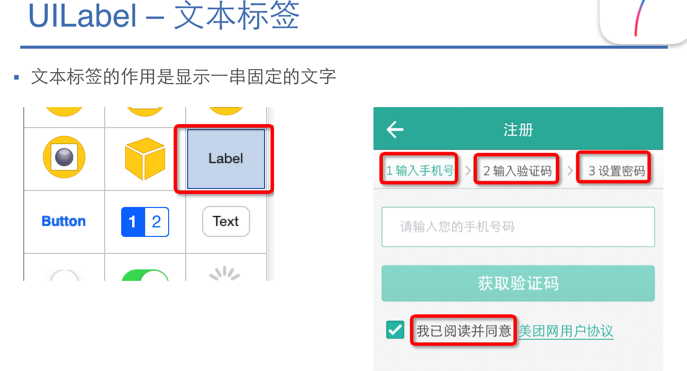 UILabel – 文本标签
文本标签的作用是显示一串固定的文字
Label
Button
1 2
Text
注册
1 输入手机号 > 2 输入验证码 > 3 设置密码
请输入您的手机号码
获取验证码
我已阅读并同意 美团网用户协议